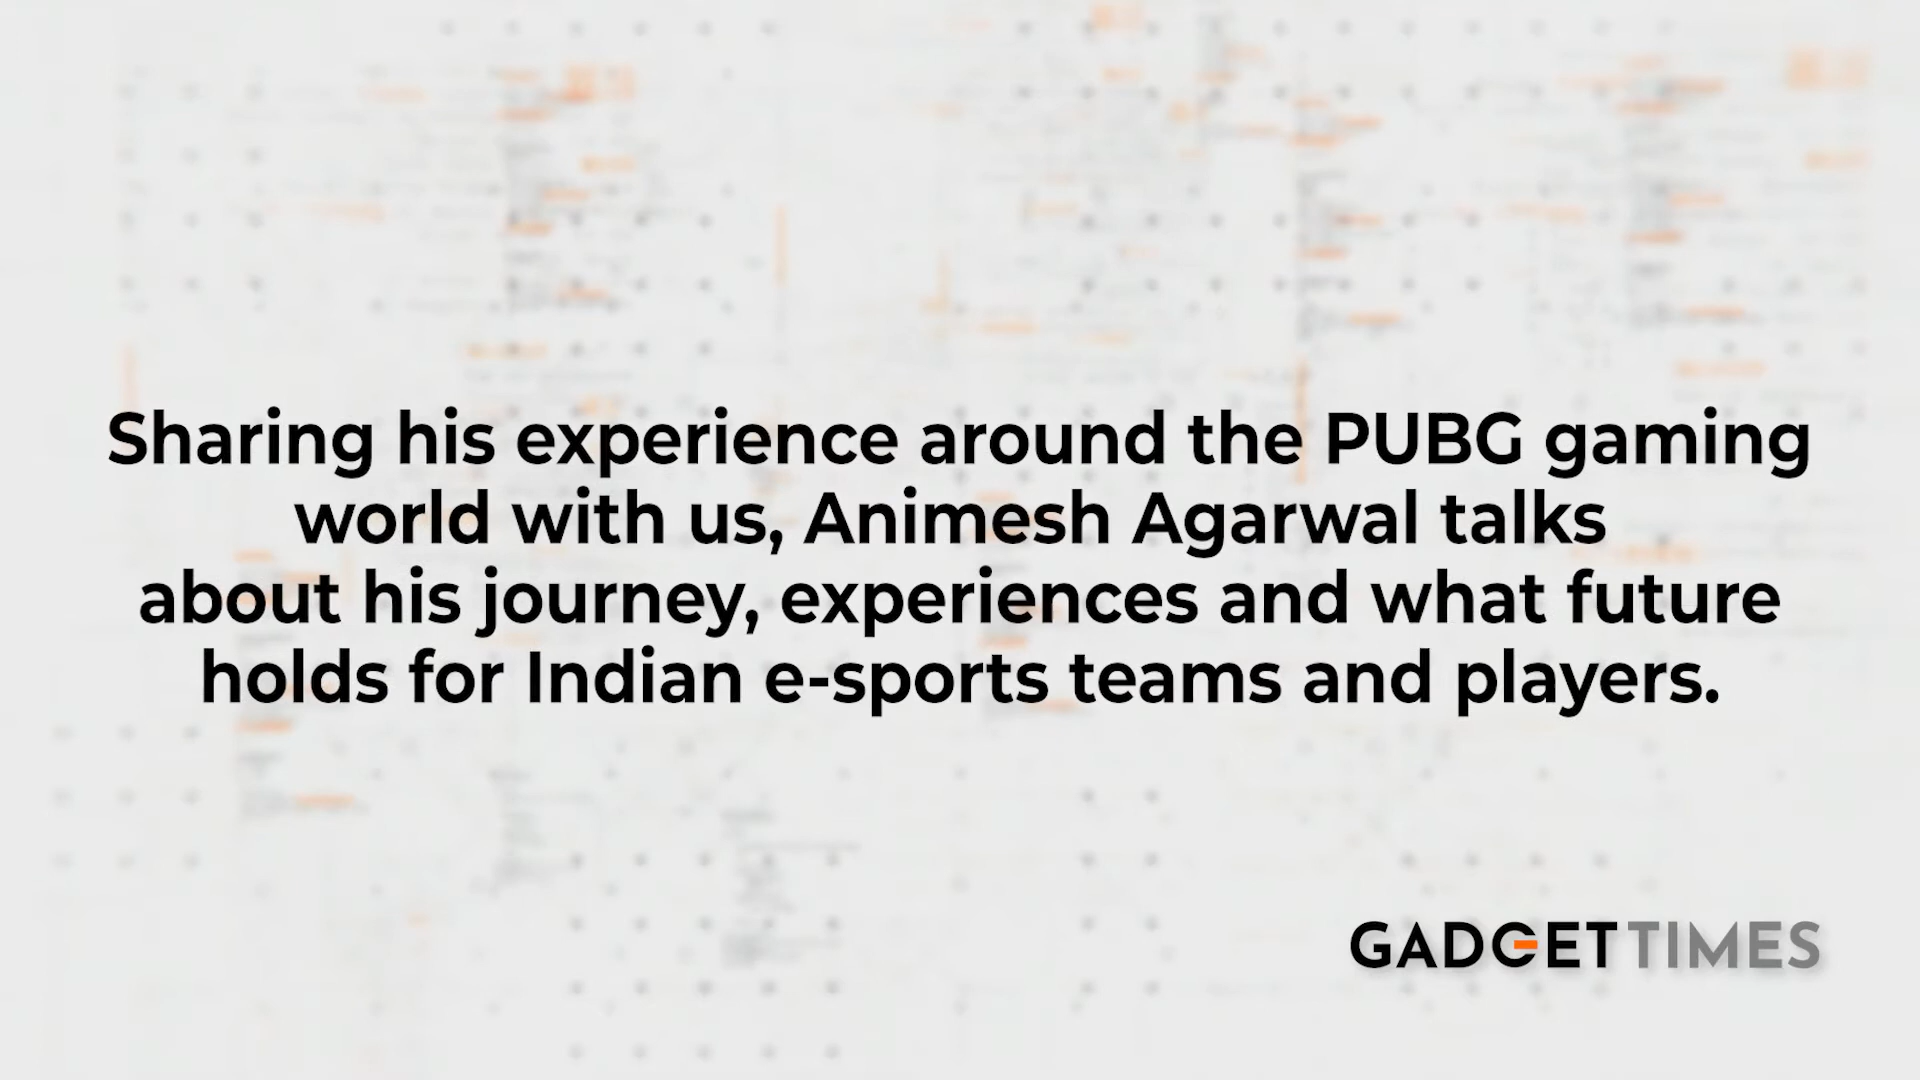 Sharing his experience around the PUBG gaming
world with us, Animesh Agarwal talks
about his journey, experiences and what future
holds for Indian e-sports teams and players.
GADGET TIMES